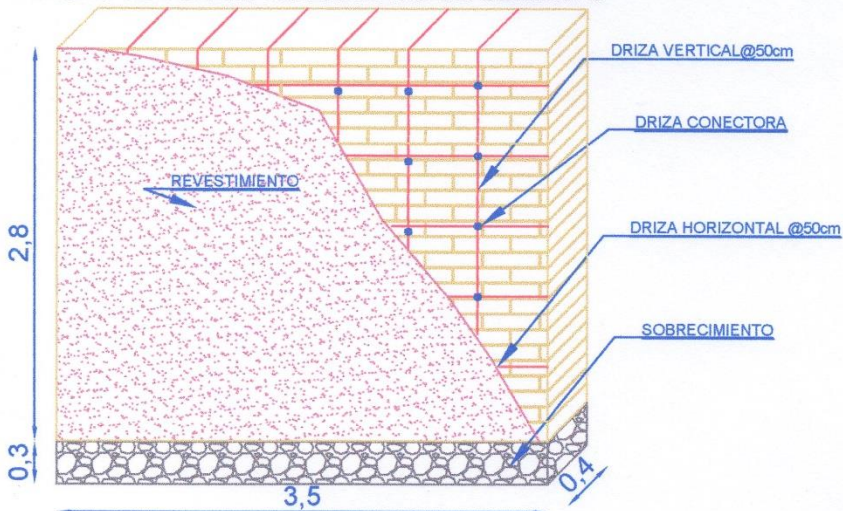 DRIZA VERTICAL@50cm
DRIZA CONECTORA
REVESTIMIENTO
2,8
DRIZA HORIZONTAL @50cm
SOBRECIMIENTO
0,3
0,4
3,5